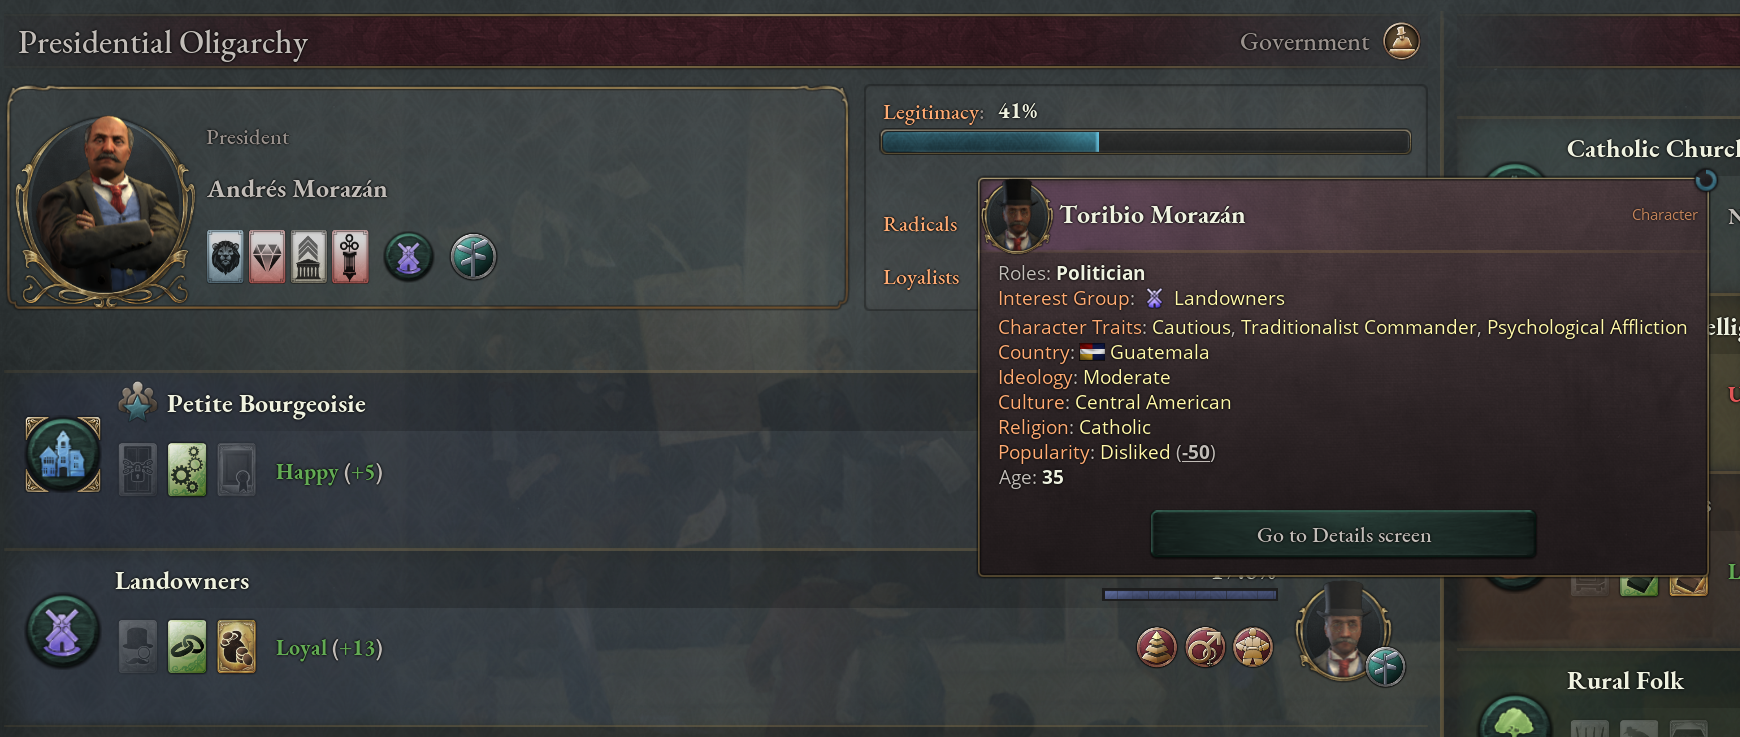 Presidential Oligarchy
Government
President
Andrés Morazán
Legitimacy: 41%
Radicals
Loyalists
Petite Bourgeoisie
Happy (+5)
Landowners
Loyal (+13)
Toribio Morazán
Character
Roles: Politician
Interest Group: Landowners
Character Traits: Cautious, Traditionalist Commander, Psychological Affliction
Country: Guatemala
Ideology: Moderate
Culture: Central American
Religion: Catholic
Popularity: Disliked (-50)
Age: 35
Go to Details screen
Catholic Church
Rural Folk